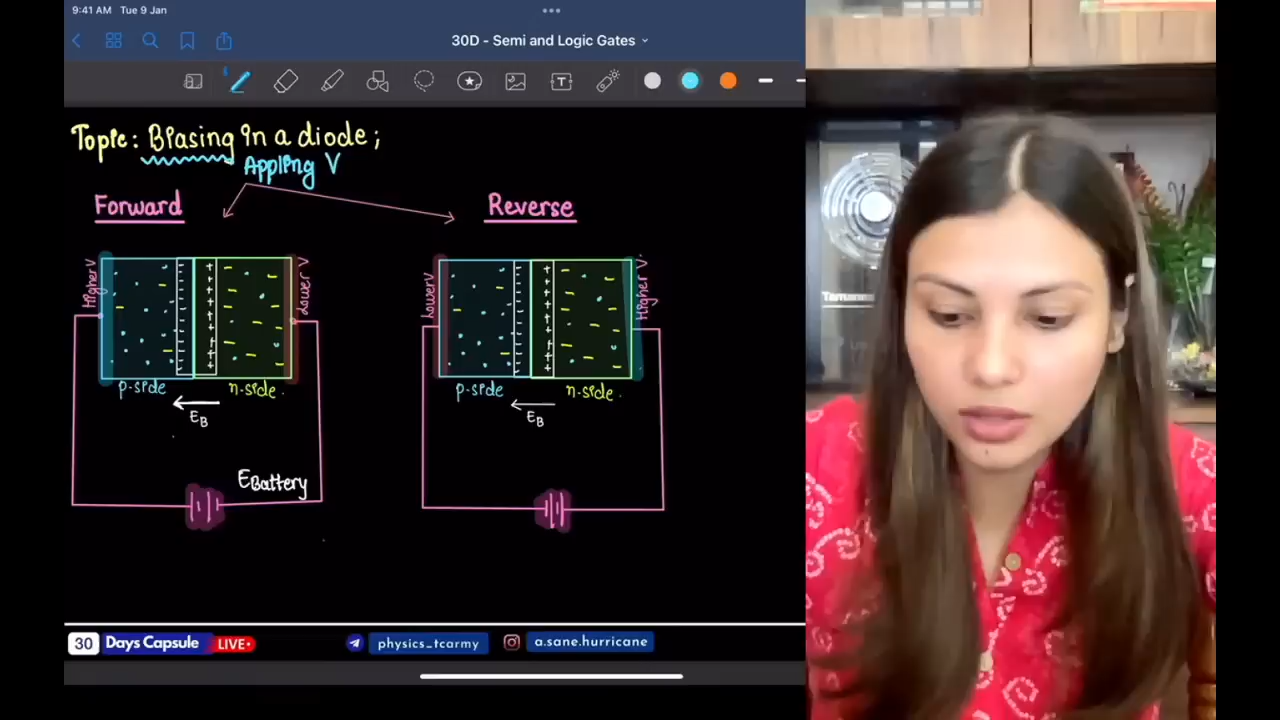 9:41 AM Tue 9 Jan
30D - Semi and Logic Gates
Topic: Biasing in a diode;
Appling V
Forward
Reverse
Higher V
Lower V
Lower V
Higher V
p-side
n-side.
p-side
n-side.
EB
EB
EBattery
30 Days Capsule LIVE
physics_tcarmy
a.sane.hurricane